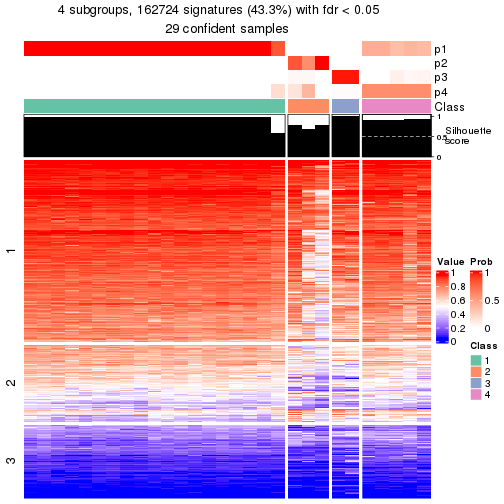 4 subgroups, 162724 signatures (43.3%) with fdr < 0.05
29 confident samples
p1
p2
p3
p4
Class
1
0.5
0
Silhouette
score
1
2
3
Value
1
0.8
0.6
0.4
0.2
0
Prob
1
0.5
0
Class
1
2
3
4